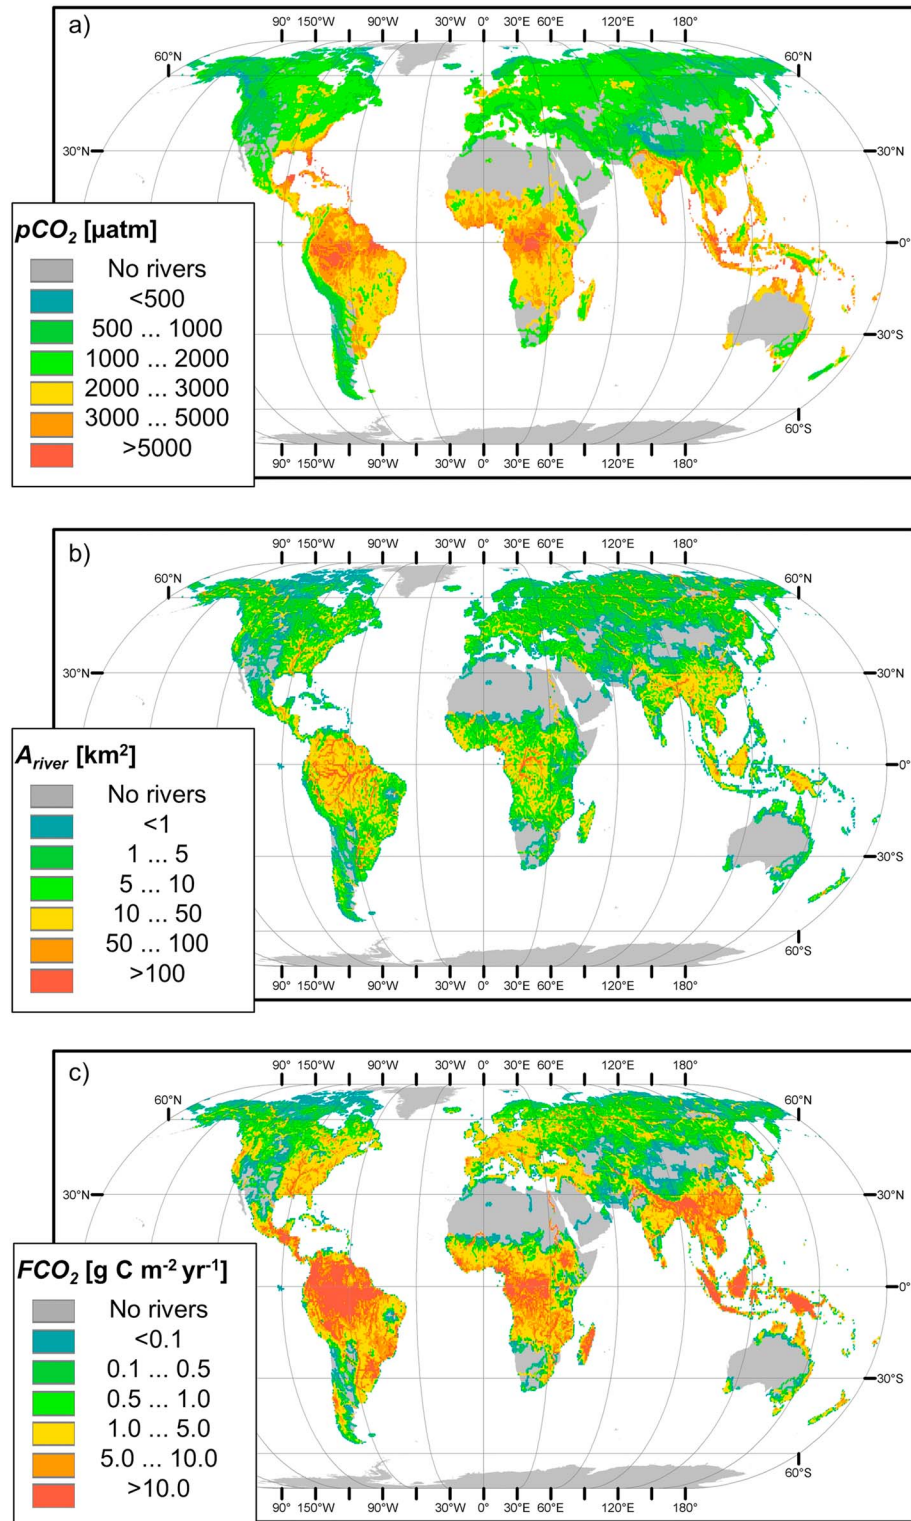 a)
90° 150°W 90°W 30°W 0° 30°E 60°E 120°E 180°
60°N 60°N
30°N
0°
30°S
60°S
90° 150°W 90°W 30°W 0° 30°E 60°E 120°E 180°
pCO₂ [µatm]
No rivers
<500
500 ... 1000
1000 ... 2000
2000 ... 3000
3000 ... 5000
>5000
b)
90° 150°W 90°W 30°W 0° 30°E 60°E 120°E 180°
60°N 60°N
30°N
0°
30°S
60°S
90° 150°W 90°W 30°W 0° 30°E 60°E 120°E 180°
A_river [km²]
No rivers
<1
1 ... 5
5 ... 10
10 ... 50
50 ... 100
>100
c)
90° 150°W 90°W 30°W 0° 30°E 60°E 120°E 180°
60°N 60°N
30°N
0°
30°S
60°S
90° 150°W 90°W 30°W 0° 30°E 60°E 120°E 180°
FCO₂ [g C m⁻² yr⁻¹]
No rivers
<0.1
0.1 ... 0.5
0.5 ... 1.0
1.0 ... 5.0
5.0 ... 10.0
>10.0